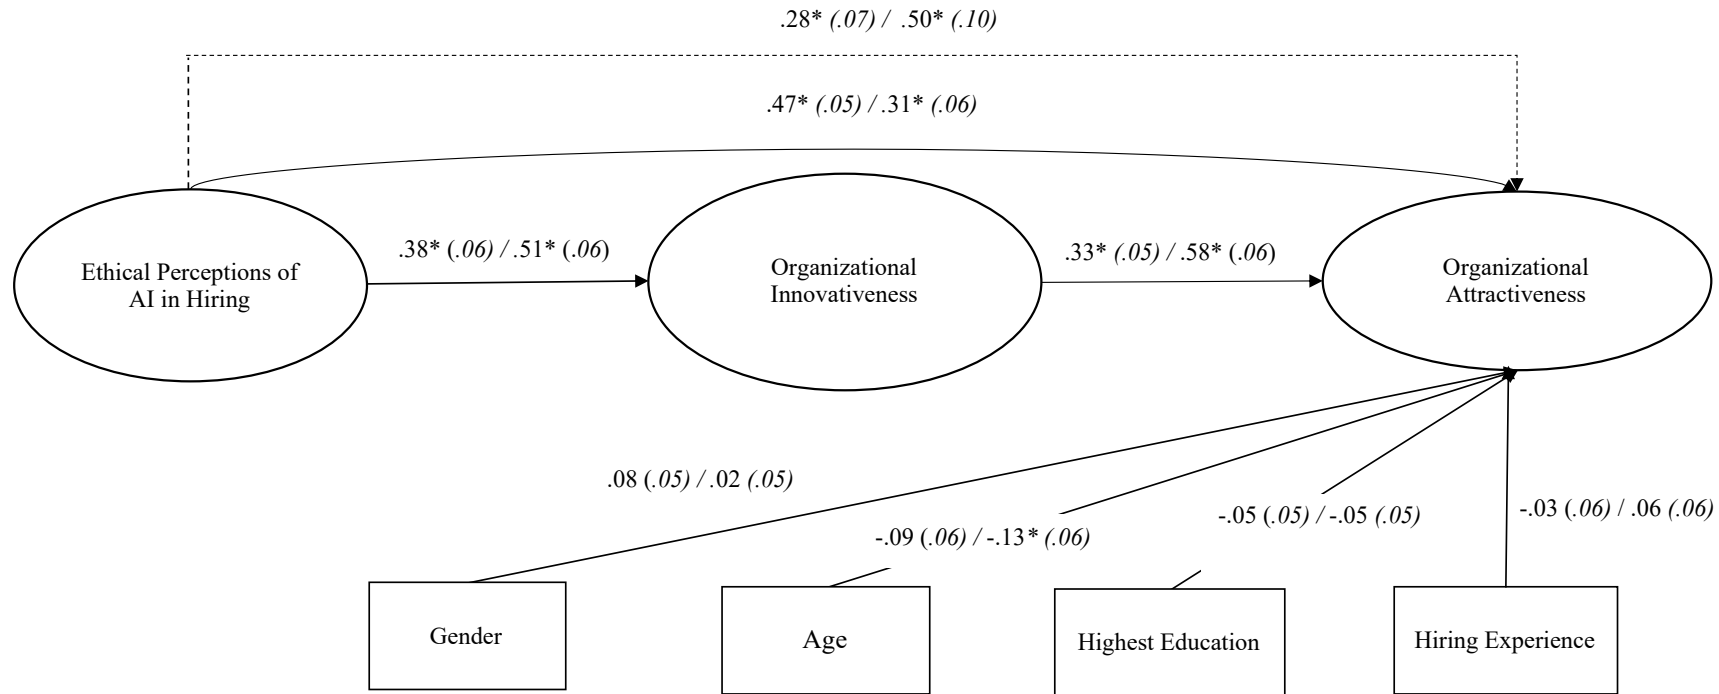 .28* (.07) / .50* (.10)
.47* (.05) / .31* (.06)
.38* (.06) / .51* (.06)
.33* (.05) / .58* (.06)
Ethical Perceptions of
AI in Hiring
Organizational
Innovativeness
Organizational
Attractiveness
.08 (.05) / .02 (.05)
-.09 (.06) / -.13* (.06)
-.05 (.05) / -.05 (.05)
-.03 (.06) / .06 (.06)
Gender
Age
Highest Education
Hiring Experience